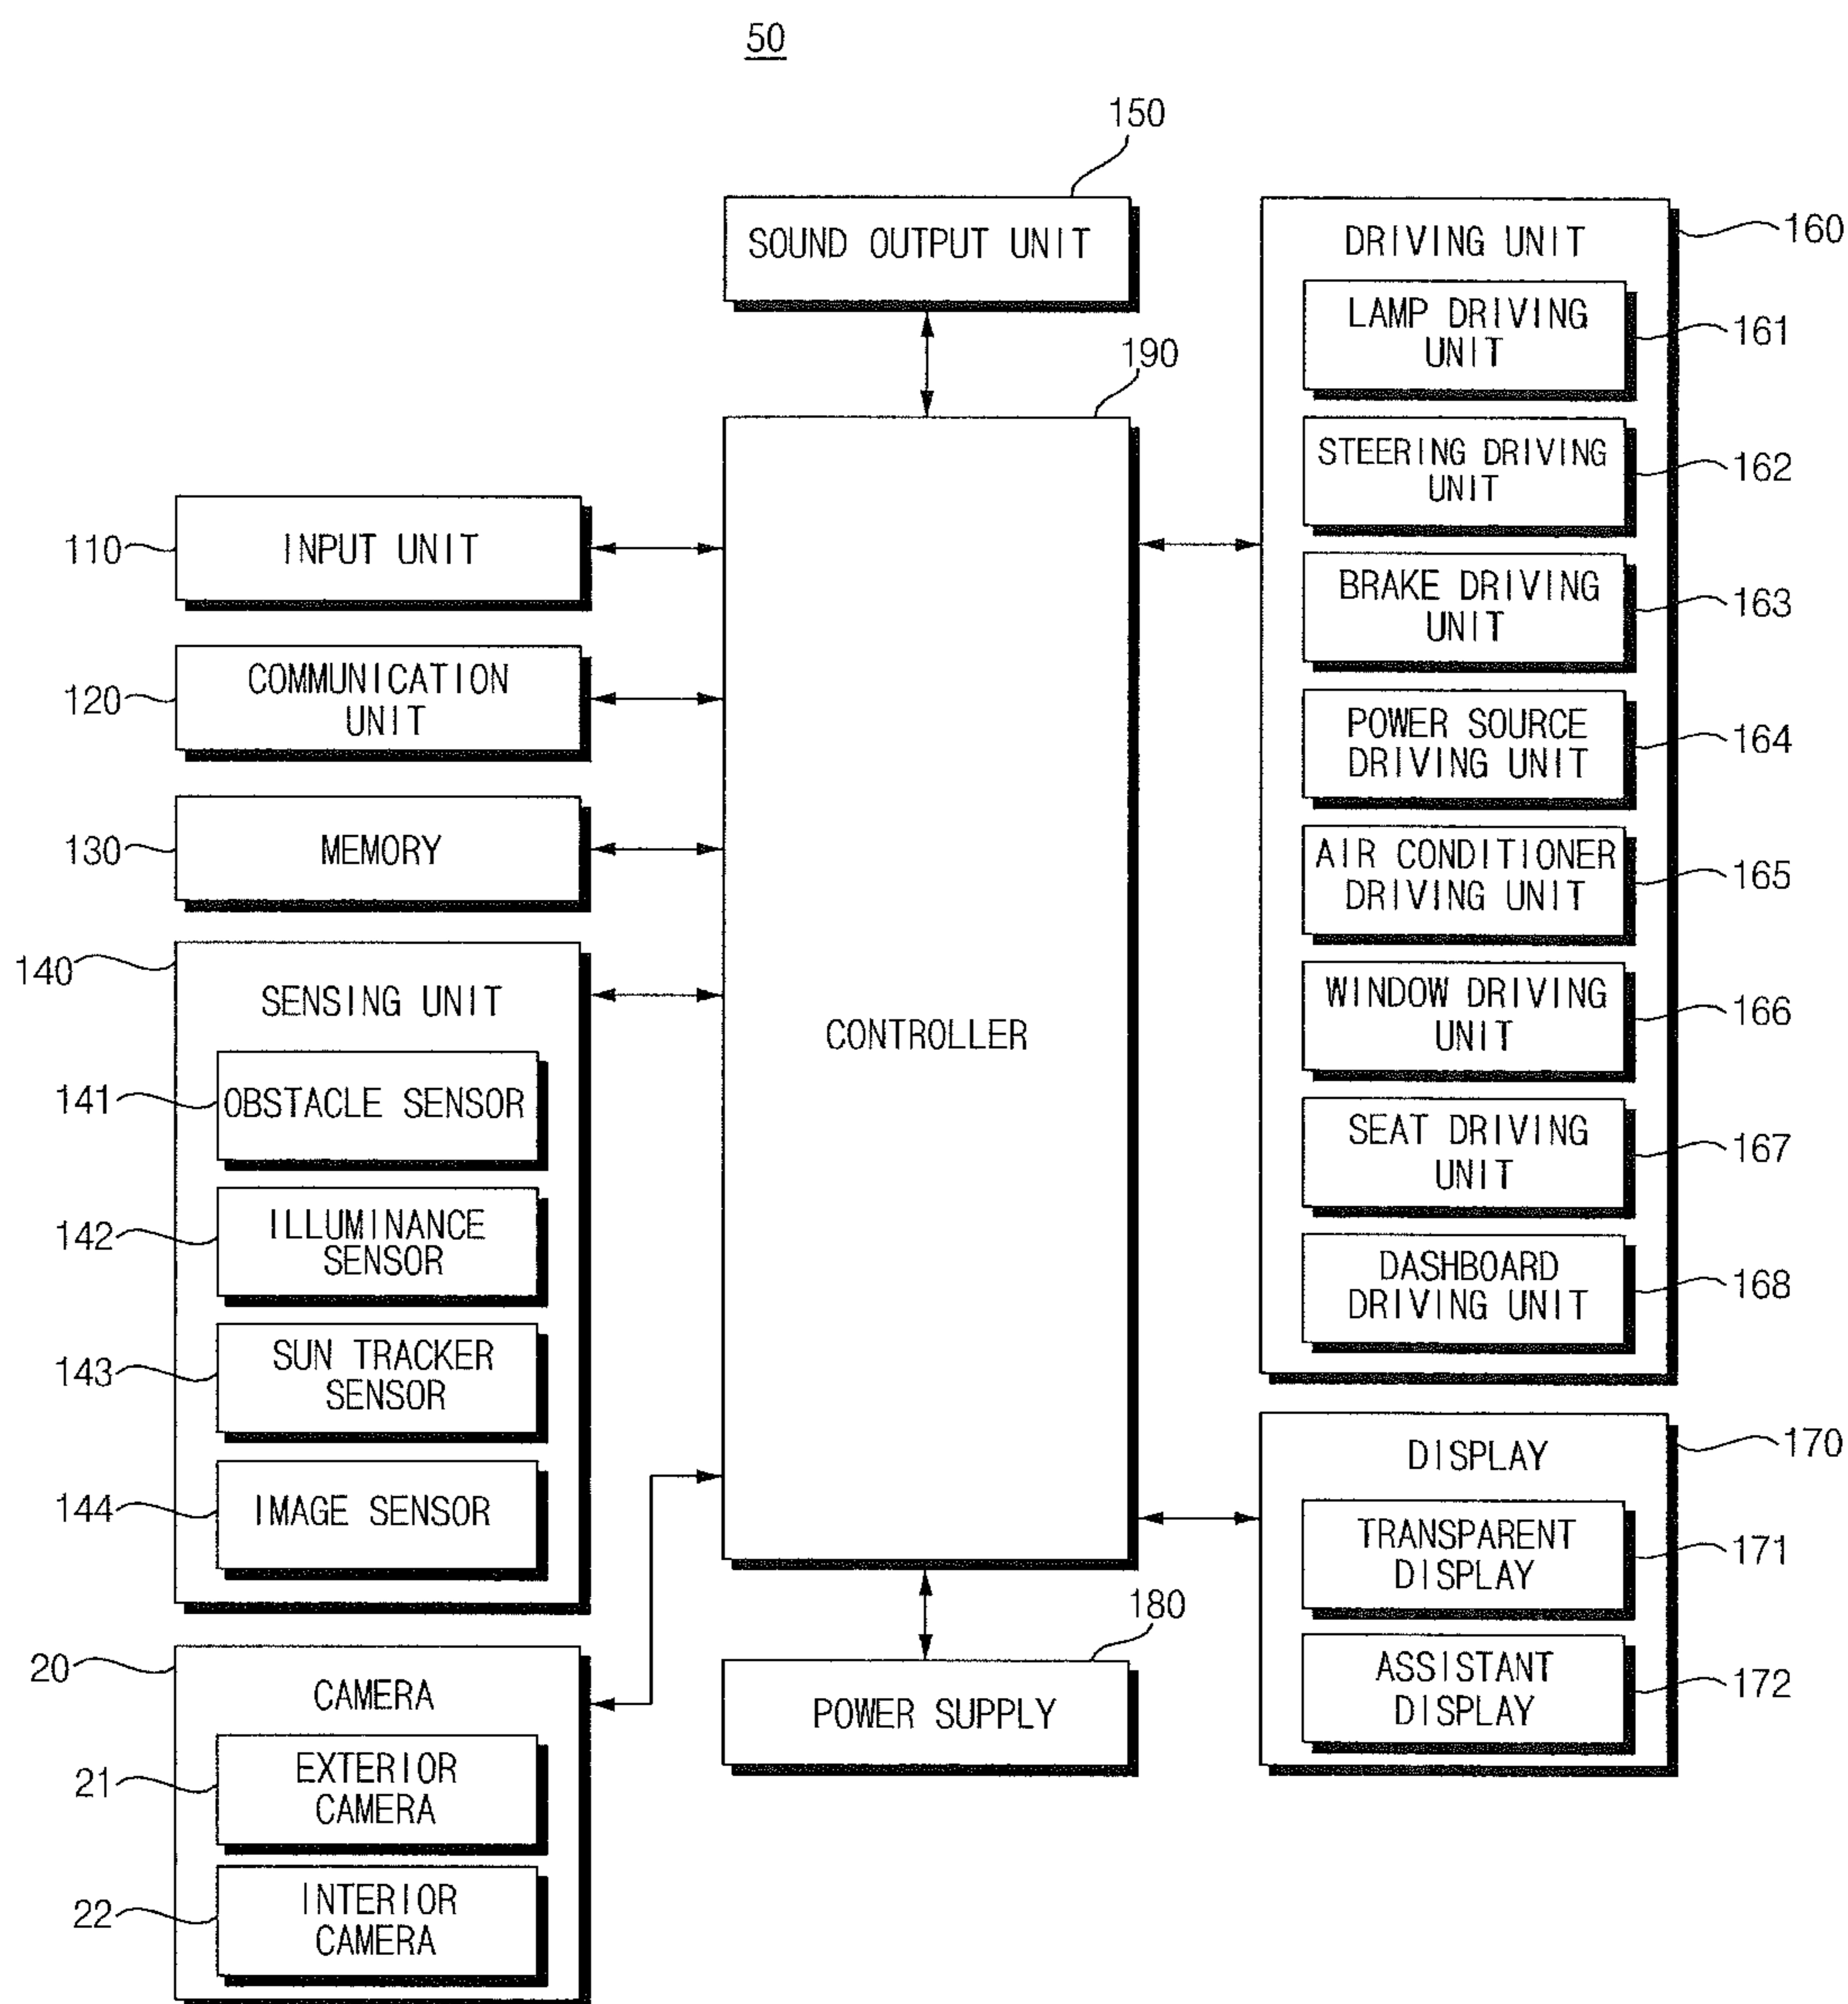 50
150
SOUND OUTPUT UNIT
190
110
INPUT UNIT
120
COMMUNICATION
UNIT
130
MEMORY
140
SENSING UNIT
141
OBSTACLE SENSOR
142
ILLUMINANCE
SENSOR
143
SUN TRACKER
SENSOR
144
IMAGE SENSOR
20
CAMERA
21
EXTERIOR
CAMERA
22
INTERIOR
CAMERA
CONTROLLER
180
POWER SUPPLY
DRIVING UNIT
160
LAMP DRIVING
UNIT
161
STEERING DRIVING
UNIT
162
BRAKE DRIVING
UNIT
163
POWER SOURCE
DRIVING UNIT
164
AIR CONDITIONER
DRIVING UNIT
165
WINDOW DRIVING
UNIT
166
SEAT DRIVING
UNIT
167
DASHBOARD
DRIVING UNIT
168
DISPLAY
170
TRANSPARENT
DISPLAY
171
ASSISTANT
DISPLAY
172